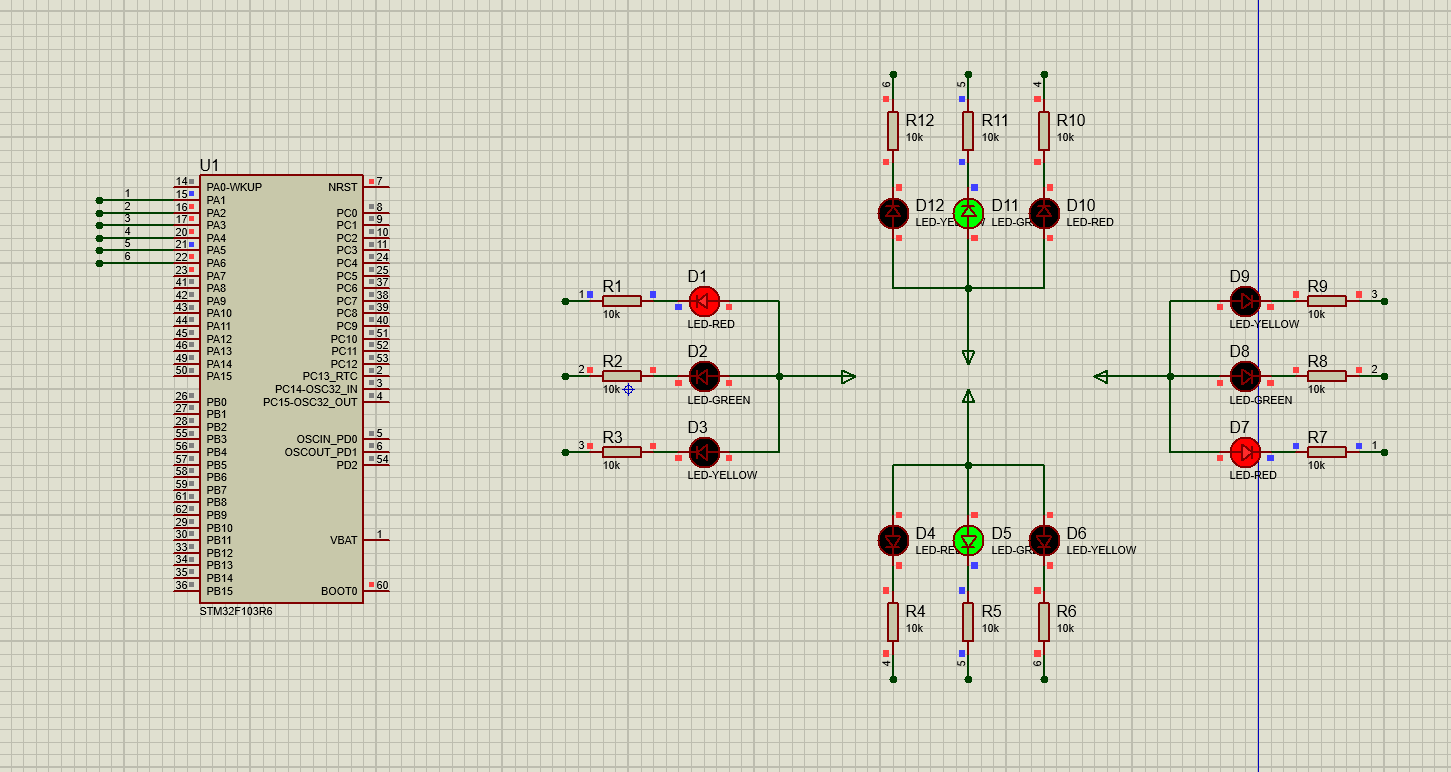 U1
14 PA0-WKUP NRST 7
1 15 PA1
2 16 PA2 PC0 8
3 17 PA3 PC1 9
4 20 PA4 PC2 10
5 21 PA5 PC3 11
6 22 PA6 PC4 24
23 PA7 PC5 25
41 PA8 PC6 37
42 PA9 PC7 38
43 PA10 PC8 39
44 PA11 PC9 40
45 PA12 PC10 51
46 PA13 PC11 52
49 PA14 PC12 53
50 PA15 PC13_RTC 2
PC14-OSC32_IN 3
26 PB0 PC15-OSC32_OUT 4
27 PB1
28 PB2
55 PB3 OSCIN_PD0 5
56 PB4 OSCOUT_PD1 6
57 PB5 PD2 54
58 PB6
59 PB7
61 PB8
62 PB9
29 PB10
30 PB11 VBAT 1
33 PB12
34 PB13
35 PB14
36 PB15 BOOT0 60
STM32F103R6
6 5 4
R12 R11 R10
10k 10k 10k
D12 D11 D10
LED-RED
1 R1 D1
10k LED-RED
2 R2 D2
10k LED-GREEN
3 R3 D3
10k LED-YELLOW
D9 R9 3
LED-YELLOW 10k
D8 R8 2
LED-GREEN 10k
D7 R7 1
LED-RED 10k
D4 D5 D6
LED-YELLOW
R4 R5 R6
10k 10k 10k
4 5 6